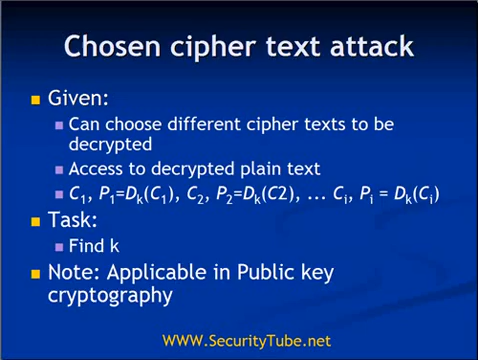 Chosen cipher text attack
Given:
Can choose different cipher texts to be
decrypted
Access to decrypted plain text
C₁, P₁=Dₖ(C₁), C₂, P₂=Dₖ(C2), ... Cᵢ, Pᵢ = Dₖ(Cᵢ)
Task:
Find k
Note: Applicable in Public key
cryptography
WWW.SecurityTube.net